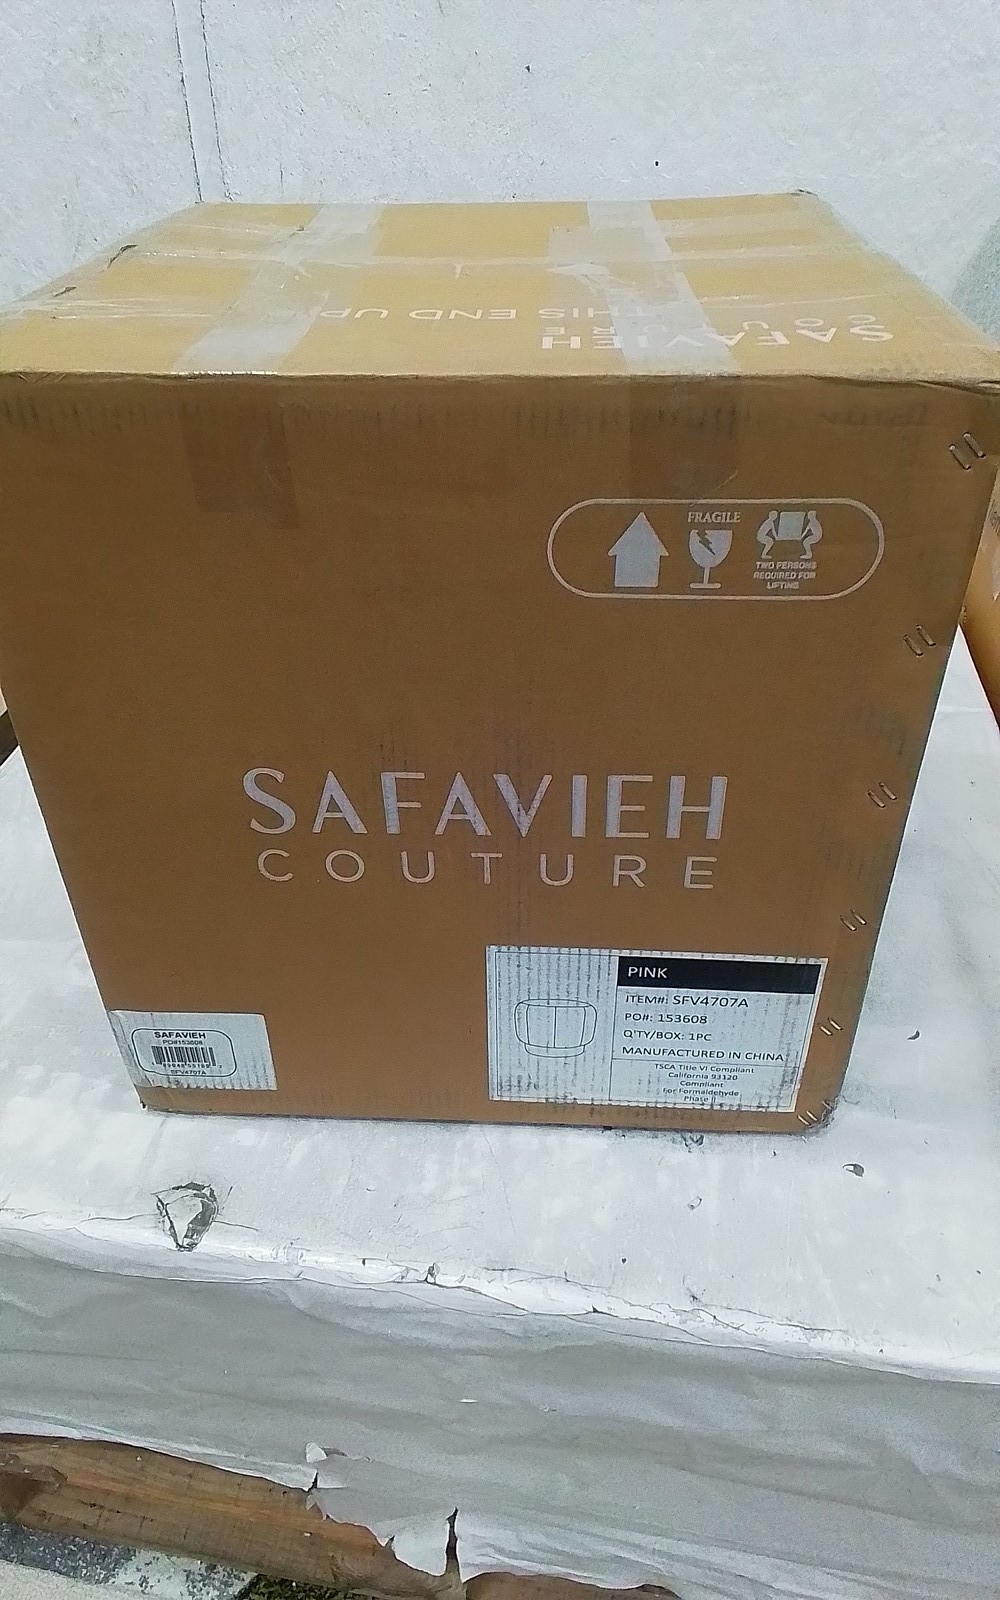 THIS END UP
SAFAVIEH
COUTURE
FRAGILE
TWO PERSONS
REQUIRED FOR
LIFTING
SAFAVIEH
COUTURE
PINK
ITEM#: SFV4707A
PO#: 153608
Q'TY/BOX: 1PC
MANUFACTURED IN CHINA
TSCA Title VI Compliant
California 93120
Compliant
For Formaldehyde
Phase II
SAFAVIEH
PO#153608
SFV4707A